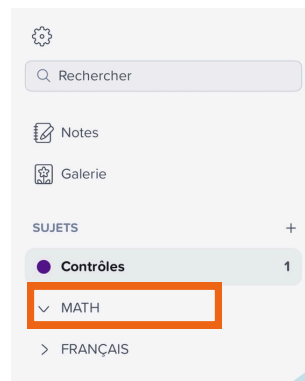 Rechercher
Notes
Galerie
SUJETS +
Contrôles 1
MATH
FRANÇAIS